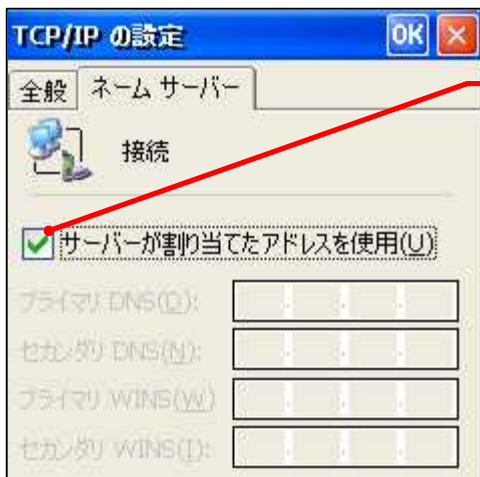 TCP/IP の設定 OK
全般 ネーム サーバー
接続
サーバーが割り当てたアドレスを使用(U)
プライマリ DNS(D):
セカンダリ DNS(N):
プライマリ WINS(W)
セカンダリ WINS(I):